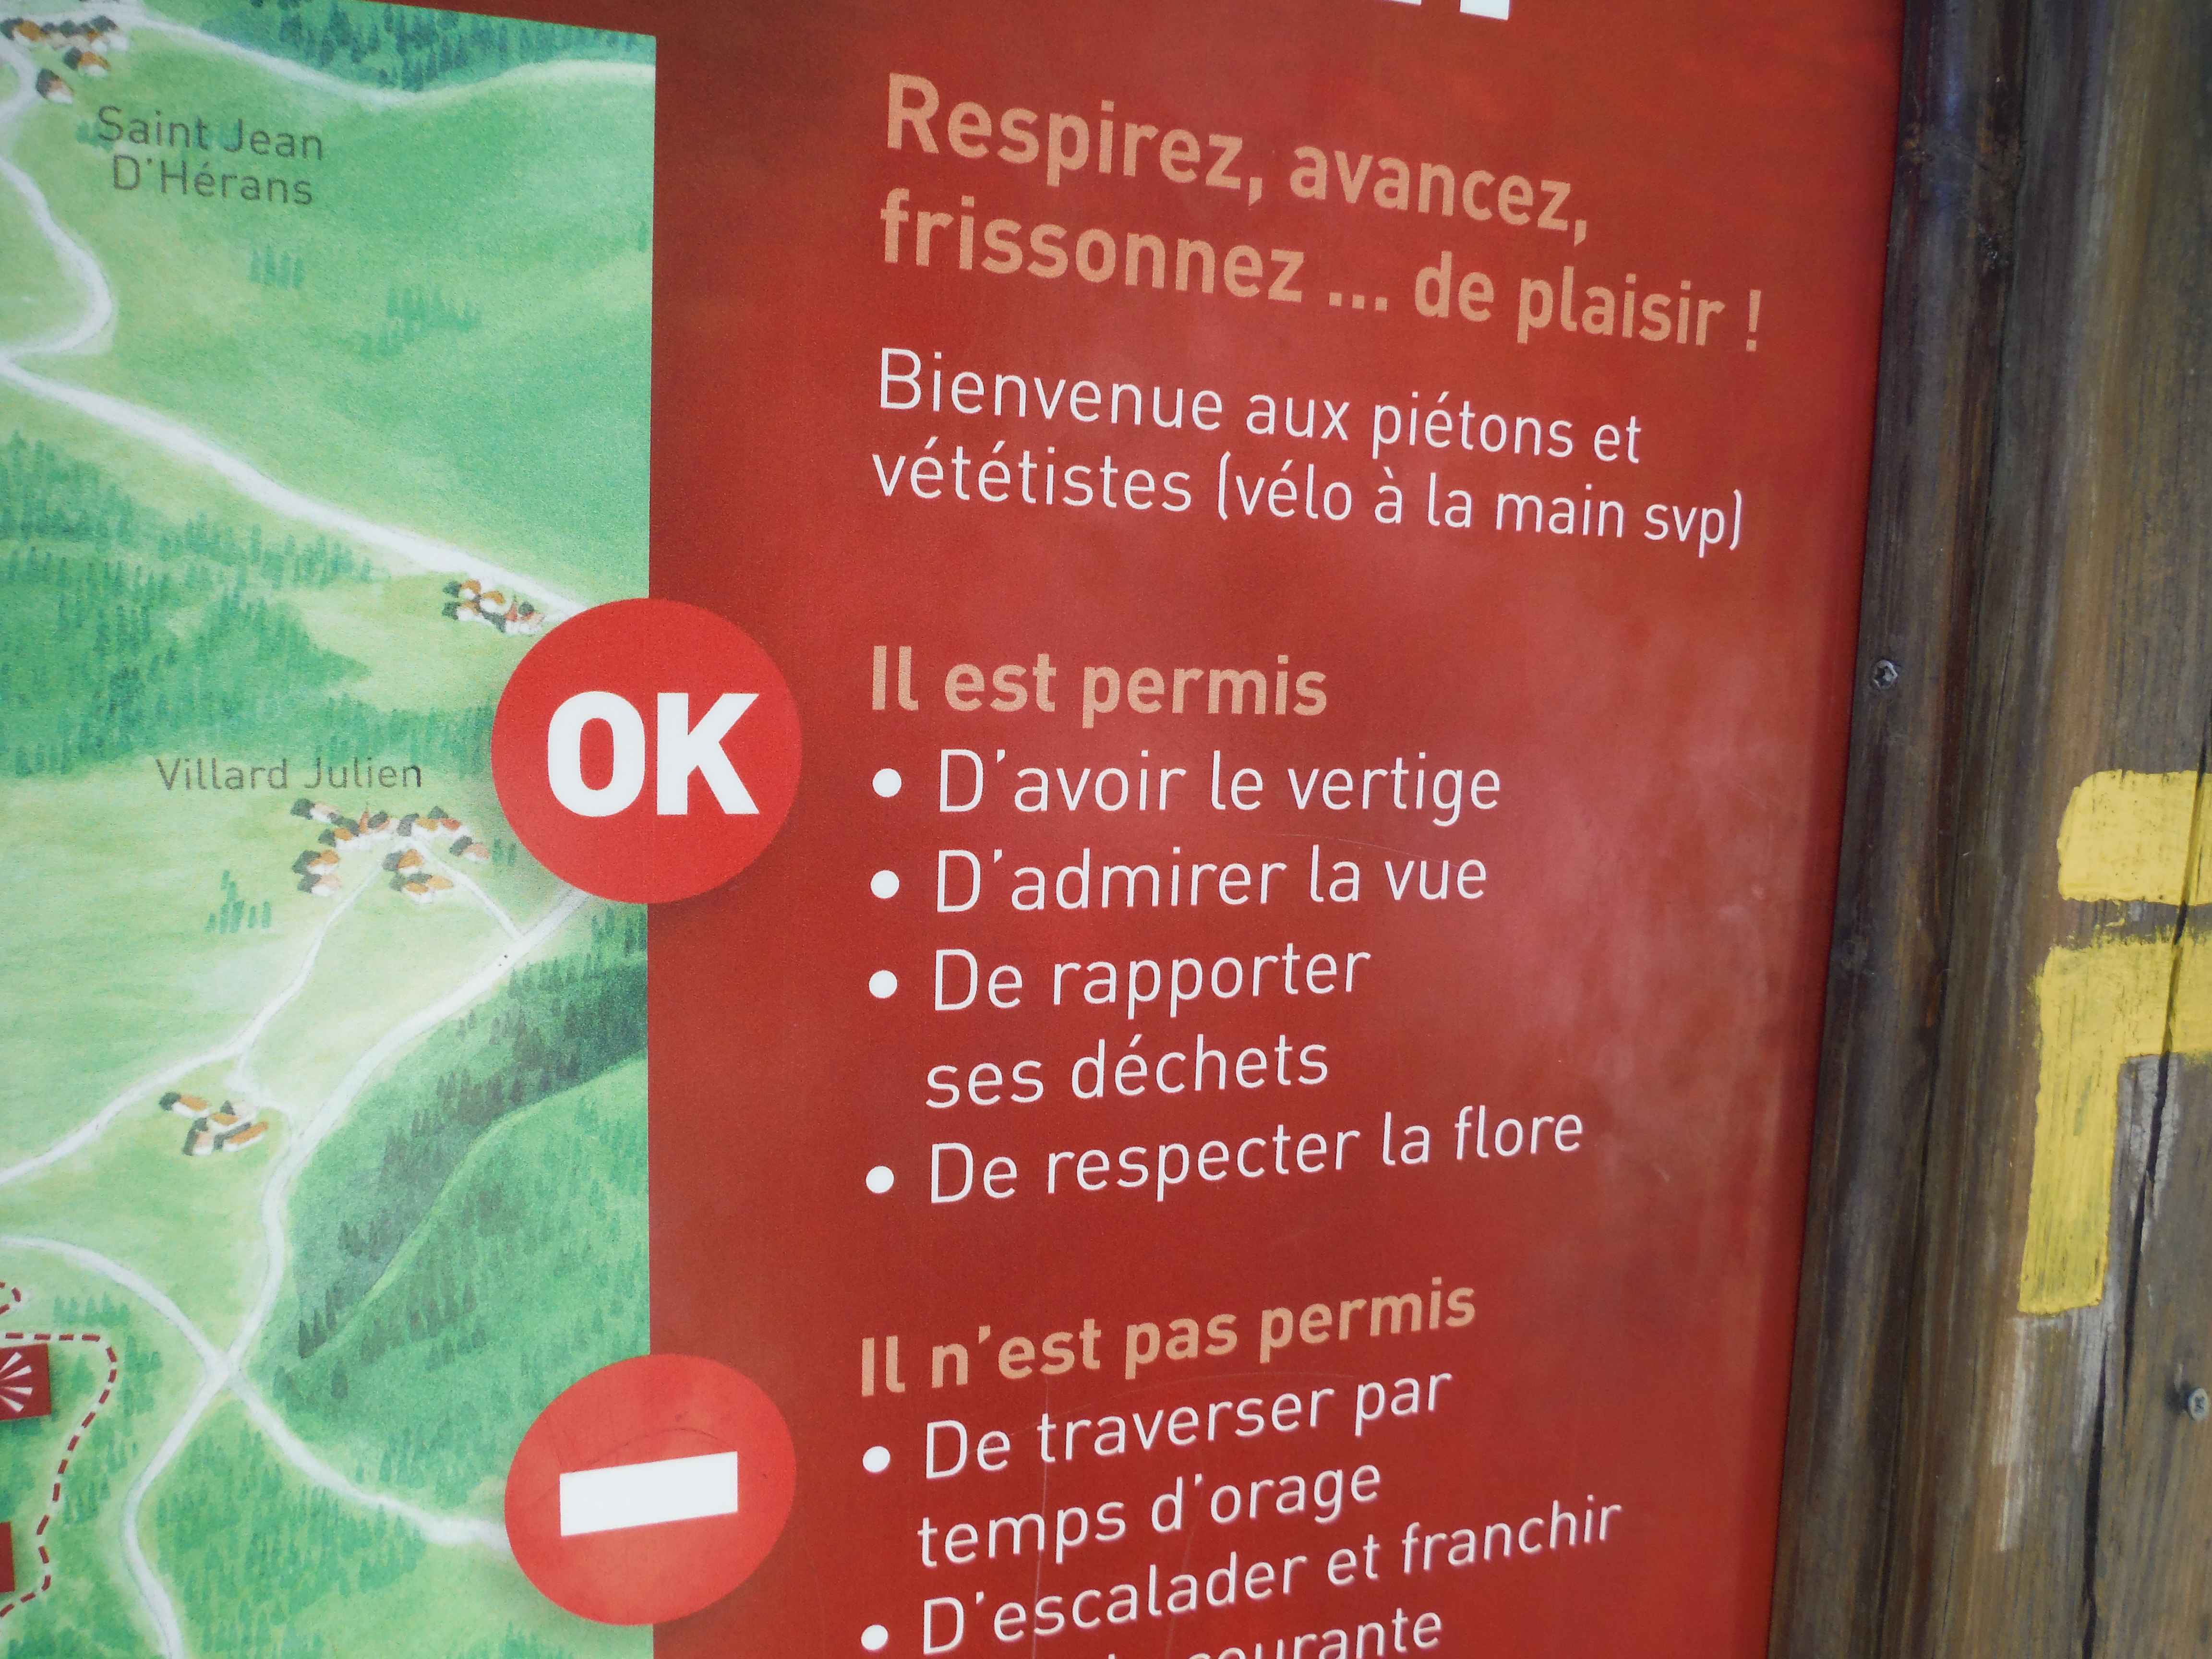 Saint Jean
D'Hérans
Villard Julien
Respirez, avancez,
frissonnez ... de plaisir !
Bienvenue aux piétons et
vététistes (vélo à la main svp)
OK
Il est permis
• D'avoir le vertige
• D'admirer la vue
• De rapporter
ses déchets
• De respecter la flore
Il n'est pas permis
• De traverser par
temps d'orage
• D'escalader et franchir
courante